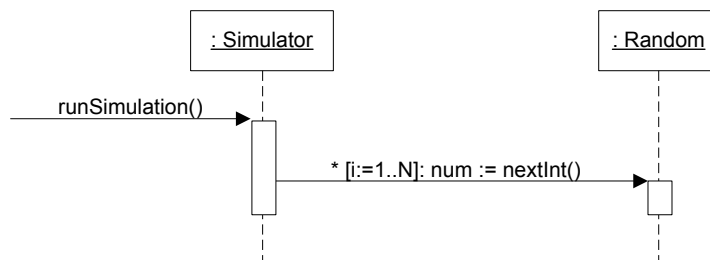 : Simulator
: Random
runSimulation()
* [i:=1..N]: num := nextInt()